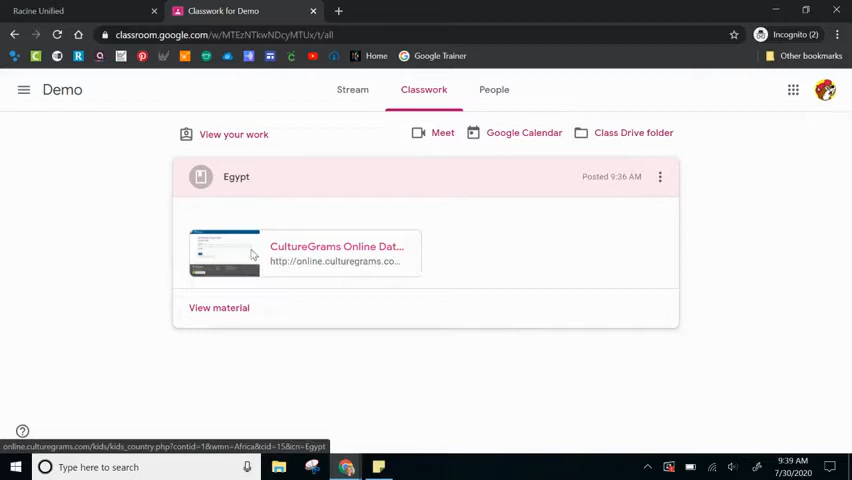 Racine Unified
Classwork for Demo
classroom.google.com/w/MTEzNTkwNDcyMTUx/t/all
Incognito (2)
Home
Google Trainer
Other bookmarks
Demo
Stream
Classwork
People
View your work
Meet
Google Calendar
Class Drive folder
Egypt
Posted 9:36 AM
CultureGrams Online Dat...
http://online.culturegrams.co...
View material
online.culturegrams.com/kids/kids_country.php?contid=1&wmn=Africa&cid=15&cn=Egypt
Type here to search
9:39 AM
7/30/2020